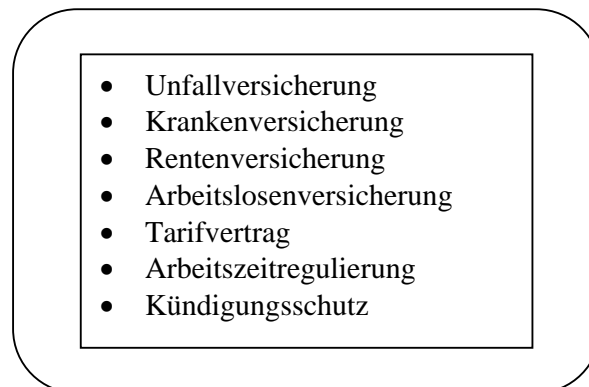 • Unfallversicherung
• Krankenversicherung
• Rentenversicherung
• Arbeitslosenversicherung
• Tarifvertrag
• Arbeitszeitregulierung
• Kündigungsschutz